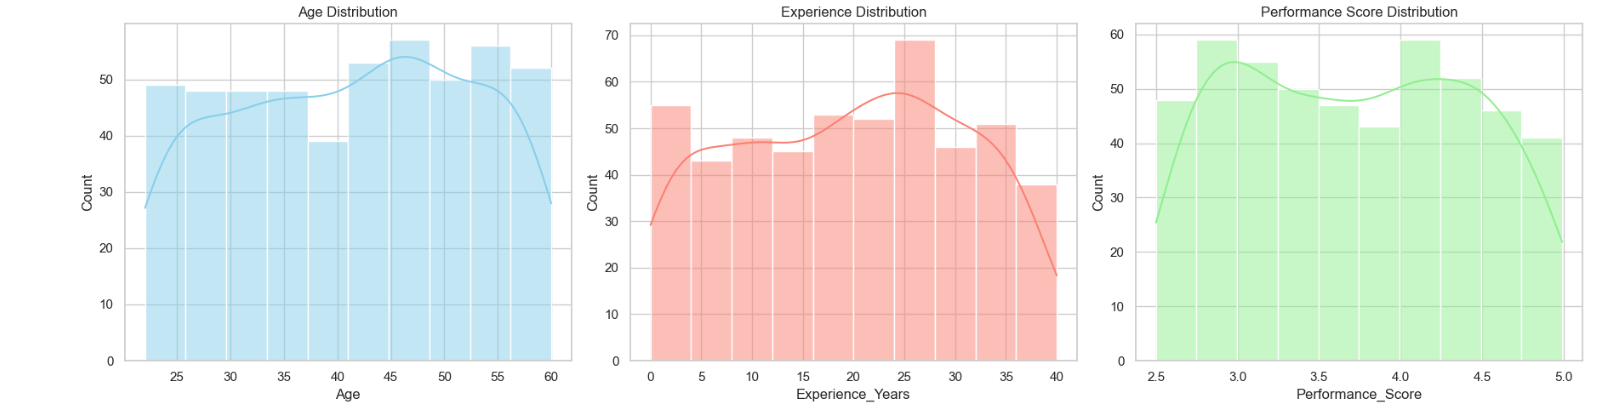 Age Distribution
Count
50
40
30
20
10
0
25 30 35 40 45 50 55 60
Age
Experience Distribution
Count
70
60
50
40
30
20
10
0
0 5 10 15 20 25 30 35 40
Experience_Years
Performance Score Distribution
Count
60
50
40
30
20
10
0
2.5 3.0 3.5 4.0 4.5 5.0
Performance_Score